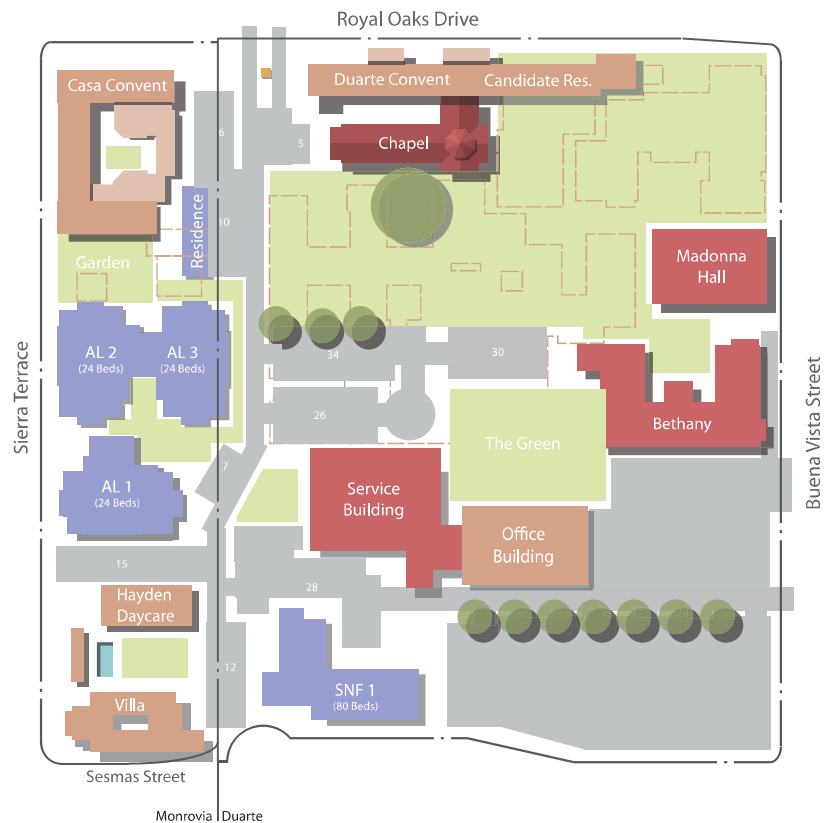 Royal Oaks Drive
Casa Convent
Duarte Convent
Candidate Res.
6
5
Chapel
10
Residence
Garden
Madonna
Hall
AL 2
(24 Beds)
AL 3
(24 Beds)
34
30
Sierra Terrace
Buena Vista Street
26
Bethany
The Green
7
AL 1
(24 Beds)
Service
Building
Office
Building
15
28
Hayden
Daycare
12
SNF 1
(80 Beds)
Villa
Sesmas Street
Monrovia
Duarte